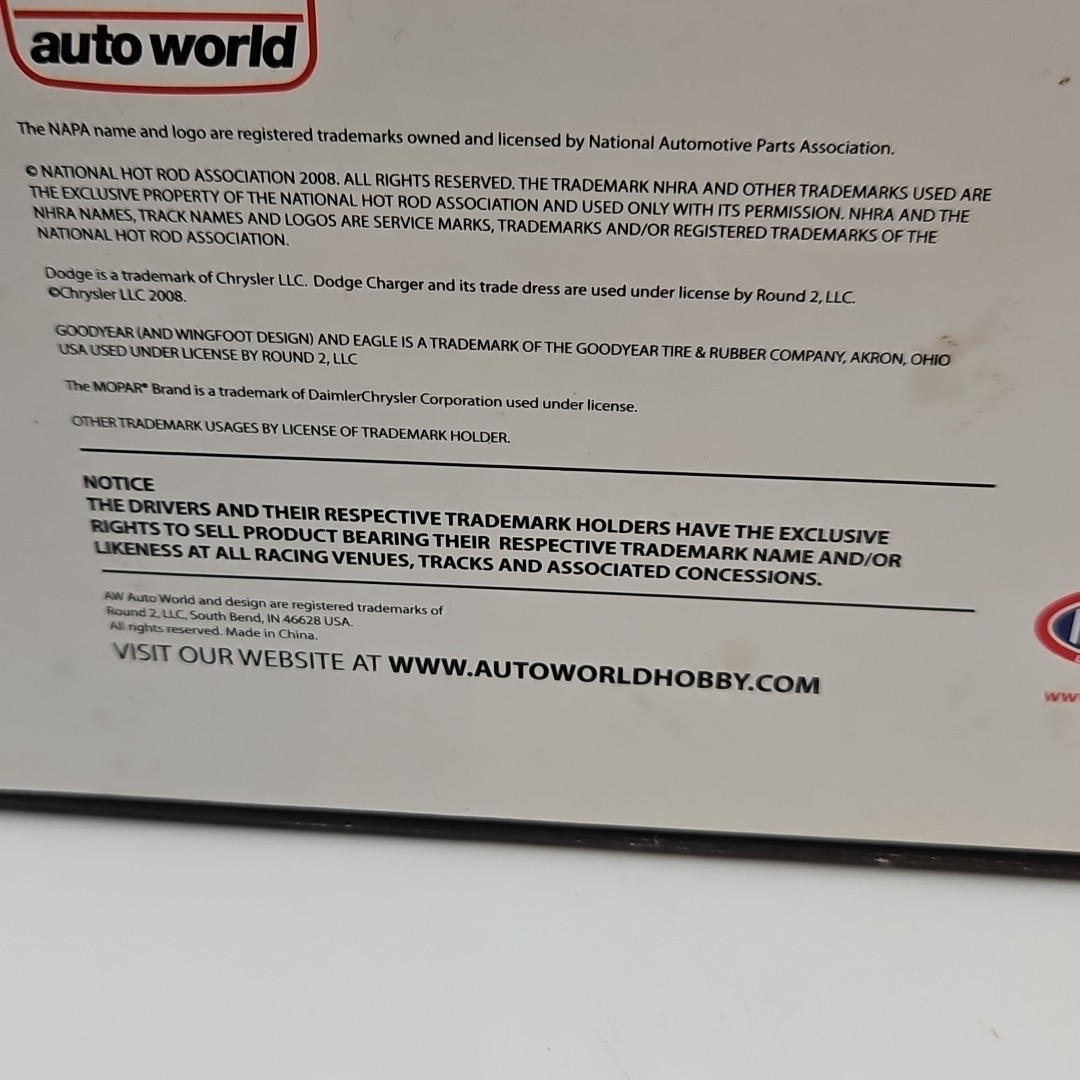 auto world
The NAPA name and logo are registered trademarks owned and licensed by National Automotive Parts Association.
© NATIONAL HOT ROD ASSOCIATION 2008. ALL RIGHTS RESERVED. THE TRADEMARK NHRA AND OTHER TRADEMARKS USED ARE
THE EXCLUSIVE PROPERTY OF THE NATIONAL HOT ROD ASSOCIATION AND USED ONLY WITH ITS PERMISSION. NHRA AND THE
NHRA NAMES, TRACK NAMES AND LOGOS ARE SERVICE MARKS, TRADEMARKS AND/OR REGISTERED TRADEMARKS OF THE
NATIONAL HOT ROD ASSOCIATION.
Dodge is a trademark of Chrysler LLC. Dodge Charger and its trade dress are used under license by Round 2, LLC.
©Chrysler LLC 2008.
GOODYEAR (AND WINGFOOT DESIGN) AND EAGLE IS A TRADEMARK OF THE GOODYEAR TIRE & RUBBER COMPANY, AKRON, OHIO
USA USED UNDER LICENSE BY ROUND 2, LLC
The MOPAR® Brand is a trademark of DaimlerChrysler Corporation used under license.
OTHER TRADEMARK USAGES BY LICENSE OF TRADEMARK HOLDER.
NOTICE
THE DRIVERS AND THEIR RESPECTIVE TRADEMARK HOLDERS HAVE THE EXCLUSIVE
RIGHTS TO SELL PRODUCT BEARING THEIR RESPECTIVE TRADEMARK NAME AND/OR
LIKENESS AT ALL RACING VENUES, TRACKS AND ASSOCIATED CONCESSIONS.
AW Auto World and design are registered trademarks of
Round 2, LLC, South Bend, IN 46628 USA.
All rights reserved. Made in China.
VISIT OUR WEBSITE AT WWW.AUTOWORLDHOBBY.COM